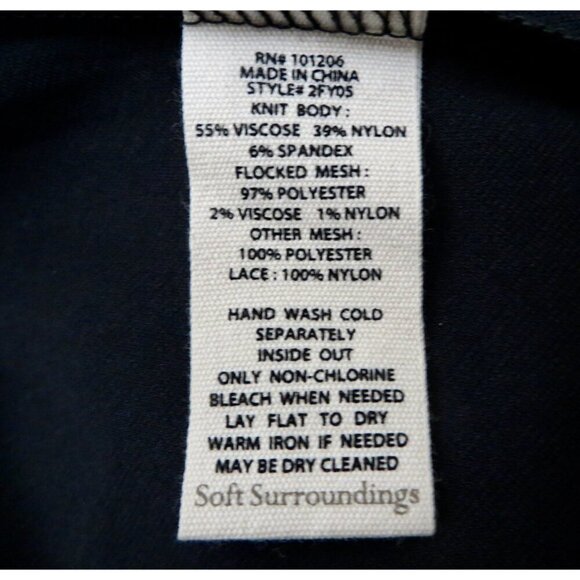 RN# 101206
MADE IN CHINA
STYLE# 2FY05
KNIT BODY :
55% VISCOSE 39% NYLON
6% SPANDEX
FLOCKED MESH :
97% POLYESTER
2% VISCOSE 1% NYLON
OTHER MESH :
100% POLYESTER
LACE : 100% NYLON
HAND WASH COLD
SEPARATELY
INSIDE OUT
ONLY NON-CHLORINE
BLEACH WHEN NEEDED
LAY FLAT TO DRY
WARM IRON IF NEEDED
MAY BE DRY CLEANED
Soft Surroundings